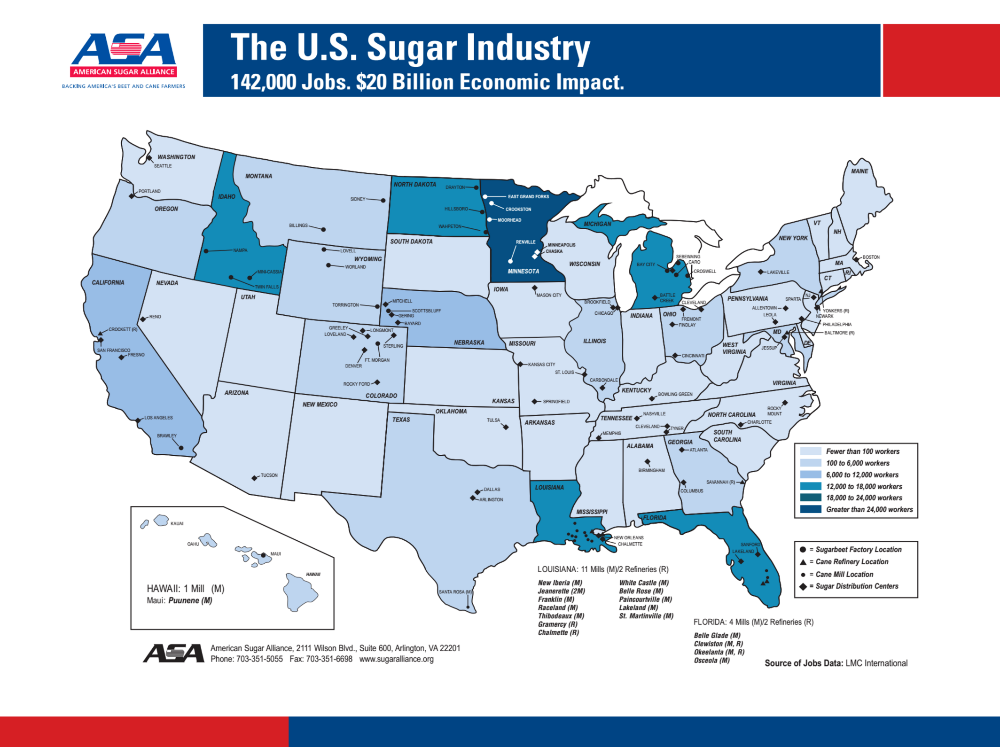 ASA
AMERICAN SUGAR ALLIANCE
BACKING AMERICA'S BEET AND CANE FARMERS
The U.S. Sugar Industry
142,000 Jobs. $20 Billion Economic Impact.
WASHINGTON
SEATTLE
PORTLAND
OREGON
IDAHO
NAMPA
MINI-CASSIA
TWIN FALLS
MONTANA
SIDNEY
BILLINGS
LOVELL
WYOMING
WORLAND
TORRINGTON
NORTH DAKOTA
DRAYTON
HILLSBORO
WAHPETON
SOUTH DAKOTA
EAST GRAND FORKS
CROOKSTON
MOORHEAD
RENVILLE
MINNEAPOLIS
CHASKA
MINNESOTA
WISCONSIN
MICHIGAN
BAY CITY
SEBEWAING
CARO
CROSWELL
BATTLE
CREEK
MAINE
VT
NH
NEW YORK
LAKEVILLE
MA
BOSTON
CT
RI
CALIFORNIA
CROCKETT (R)
SAN FRANCISCO
FRESNO
LOS ANGELES
BRAWLEY
NEVADA
RENO
UTAH
ARIZONA
TUCSON
NEW MEXICO
GREELEY
LOVELAND
LONGMONT
STERLING
FT. MORGAN
DENVER
ROCKY FORD
COLORADO
MITCHELL
SCOTTSBLUFF
GERING
BAYARD
NEBRASKA
IOWA
MASON CITY
BROOKFIELD
CHICAGO
ILLINOIS
CARBONDALE
INDIANA
OHIO
CLEVELAND
FREMONT
FINDLAY
CINCINNATI
PENNSYLVANIA
SPARTA
NJ
ALLENTOWN
LEOLA
YONKERS (R)
NEWARK
PHILADELPHIA
BALTIMORE (R)
MD
DE
JESSUP
WEST
VIRGINIA
VIRGINIA
KANSAS
MISSOURI
KANSAS CITY
ST. LOUIS
SPRINGFIELD
KENTUCKY
BOWLING GREEN
TENNESSEE
NASHVILLE
CLEVELAND
TYNER
MEMPHIS
NORTH CAROLINA
ROCKY
MOUNT
CHARLOTTE
SOUTH
CAROLINA
OKLAHOMA
TULSA
TEXAS
DALLAS
ARLINGTON
SANTA ROSA (M)
ARKANSAS
LOUISIANA
NEW ORLEANS
CHALMETTE
MISSISSIPPI
ALABAMA
BIRMINGHAM
GEORGIA
ATLANTA
COLUMBUS
SAVANNAH (R)
FLORIDA
SANFORD
LAKELAND
Fewer than 100 workers
100 to 6,000 workers
6,000 to 12,000 workers
12,000 to 18,000 workers
18,000 to 24,000 workers
Greater than 24,000 workers
= Sugarbeet Factory Location
= Cane Refinery Location
= Cane Mill Location
= Sugar Distribution Centers
KAUAI
OAHU
MAUI
HAWAII
HAWAII: 1 Mill (M)
Maui: Puunene (M)
LOUISIANA: 11 Mills (M)/2 Refineries (R)
New Iberia (M)
Jeanerette (2M)
Franklin (M)
Raceland (M)
Thibodeaux (M)
Gramercy (R)
Chalmette (R)
White Castle (M)
Belle Rose (M)
Paincourtville (M)
Lakeland (M)
St. Martinville (M)
FLORIDA: 4 Mills (M)/2 Refineries (R)
Belle Glade (M)
Clewiston (M, R)
Okeelanta (M, R)
Osceola (M)
Source of Jobs Data: LMC International
ASA
American Sugar Alliance, 2111 Wilson Blvd., Suite 600, Arlington, VA 22201
Phone: 703-351-5055 Fax: 703-351-6698 www.sugaralliance.org